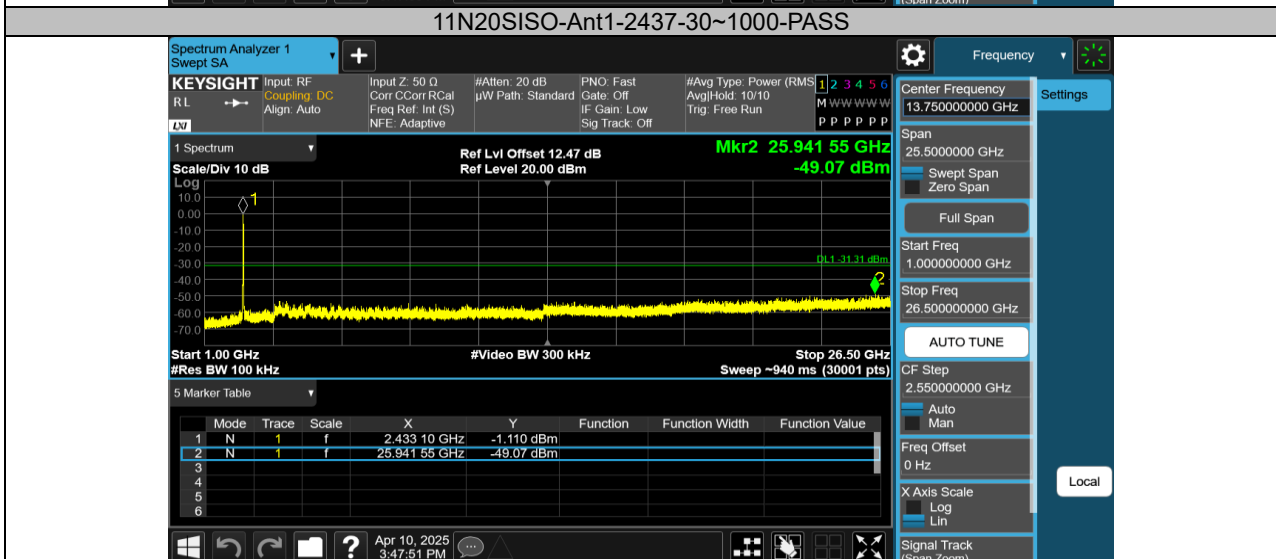 (Span Zoom)
11N20SISO-Ant1-2437-30~1000-PASS
Spectrum Analyzer 1
Swept SA
Frequency
KEYSIGHT
RL
LXI
Input: RF
Coupling: DC
Align: Auto
Input Z: 50 Ω
Corr CCorr RCal
Freq Ref: Int (S)
NFE: Adaptive
#Atten: 20 dB
µW Path: Standard
PNO: Fast
Gate: Off
IF Gain: Low
Sig Track: Off
#Avg Type: Power (RMS
Avg|Hold: 10/10
Trig: Free Run
1 2 3 4 5 6
M W W W W W
P P P P P P
1 Spectrum
Scale/Div 10 dB
Ref Lvl Offset 12.47 dB
Ref Level 20.00 dBm
Mkr2 25.941 55 GHz
-49.07 dBm
Log
10.0
0.00
-10.0
-20.0
-30.0
-40.0
-50.0
-60.0
-70.0
1
DL1 -31.31 dBm
2
Start 1.00 GHz
#Video BW 300 kHz
Stop 26.50 GHz
#Res BW 100 kHz
Sweep ~940 ms (30001 pts)
5 Marker Table
Mode Trace Scale X Y Function Function Width Function Value
1 N 1 f 2.433 10 GHz -1.110 dBm
2 N 1 f 25.941 55 GHz -49.07 dBm
3
4
5
6
Apr 10, 2025
3:47:51 PM
Center Frequency
13.750000000 GHz
Settings
Span
25.5000000 GHz
Swept Span
Zero Span
Full Span
Start Freq
1.000000000 GHz
Stop Freq
26.500000000 GHz
AUTO TUNE
CF Step
2.550000000 GHz
Auto
Man
Freq Offset
0 Hz
Local
X Axis Scale
Log
Lin
Signal Track
(Span Zoom)